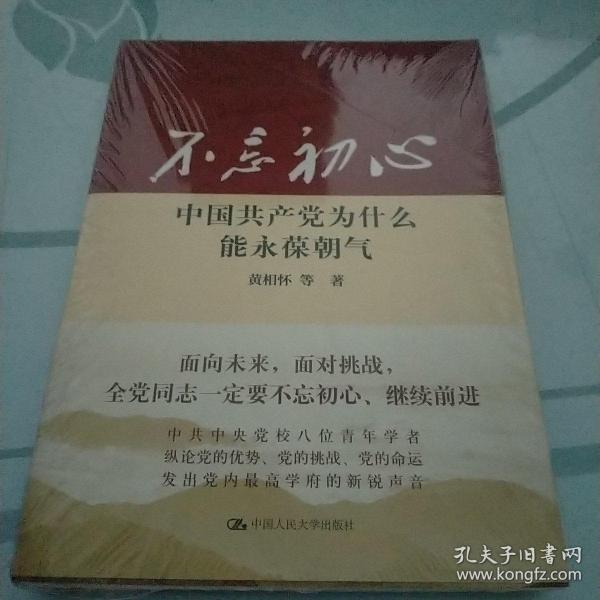 不忘初心
中国共产党为什么
能永葆朝气
黄相怀 等 著
面向未来，面对挑战，
全党同志一定要不忘初心、继续前进
中共中央党校八位青年学者
纵论党的优势、党的挑战、党的命运
发出党内最高学府的新锐声音
中国人民大学出版社
孔夫子旧书网
www.kongfz.com